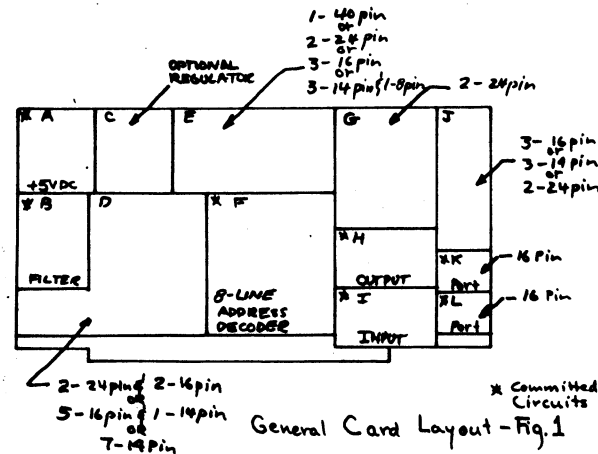 1- 40 pin
or
2- 24 pin
or
3- 16 pin
or
3- 14 pin & 1-8 pin
2 - 24 pin
OPTIONAL
REGULATOR
* A
C
E
G
J
+5VDC
3- 16 pin
or
3- 14 pin
or
2- 24 pin
* B
D
* F
* H
OUTPUT
* K
Port
16 Pin
FILTER
8-LINE
ADDRESS
DECODER
* I
INPUT
* L
Port
16 Pin
2- 24 pin & 2-16 pin
OR
5-16 pin & 1-14 pin
OR
7-14 Pin
* Committed
Circuits
General Card Layout - Fig. 1